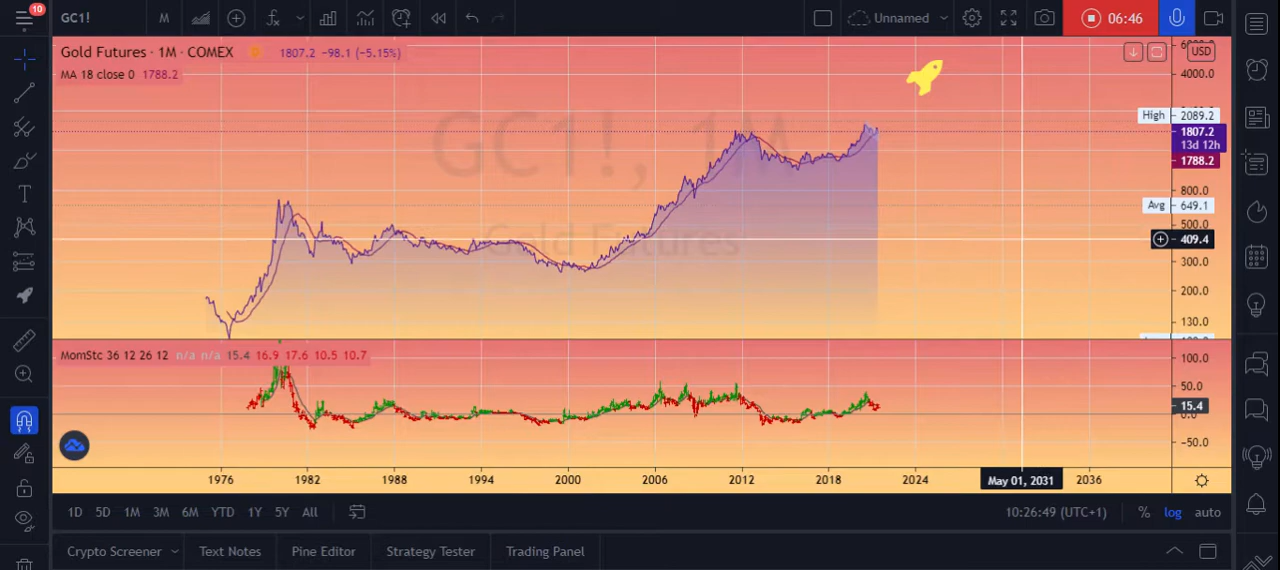 10
GC1!
M
Unnamed
06:46
Gold Futures · 1M · COMEX
1807.2 −98.1 (−5.15%)
USD
MA 18 close 0 1788.2
4000.0
GC1!, 1M
Gold Futures
High 2089.2
1807.2
13d 12h
1788.2
800.0
Avg 649.1
500.0
409.4
300.0
200.0
130.0
MomStc 36 12 26 12 n/a n/a 15.4 16.9 17.6 10.5 10.7
100.0
50.0
15.4
−50.0
1976 1982 1988 1994 2000 2006 2012 2018 2024 May 01, 2031 2036
1D 5D 1M 3M 6M YTD 1Y 5Y All
10:26:49 (UTC+1) % log auto
Crypto Screener Text Notes Pine Editor Strategy Tester Trading Panel